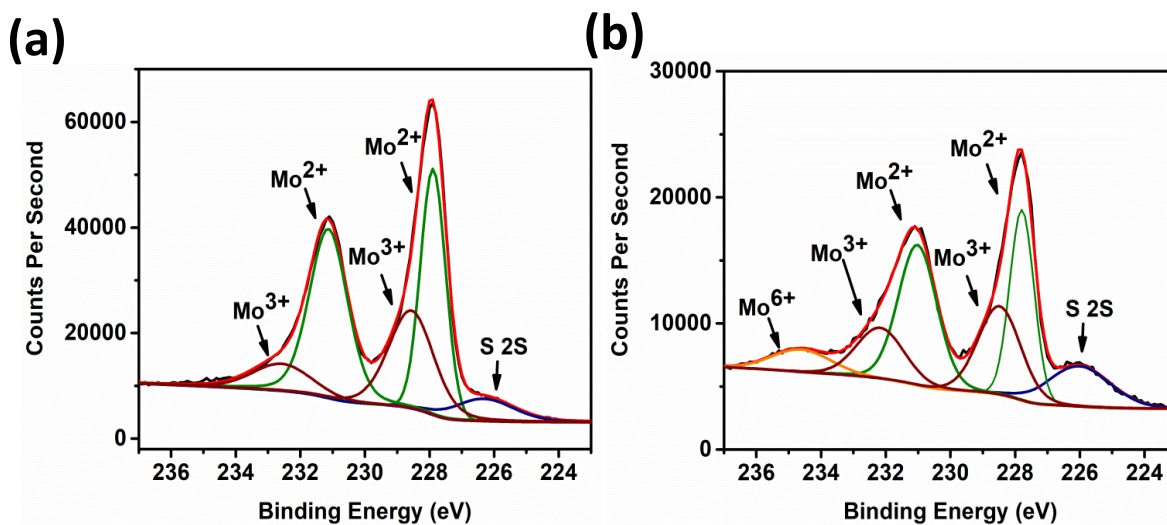 (a)
Counts Per Second
60000
40000
20000
0
Mo2+
Mo2+
Mo3+
Mo3+
S 2S
236 234 232 230 228 226 224
Binding Energy (eV)
(b)
Counts Per Second
30000
20000
10000
0
Mo2+
Mo2+
Mo3+
Mo3+
Mo6+
S 2S
236 234 232 230 228 226 224
Binding Energy (eV)